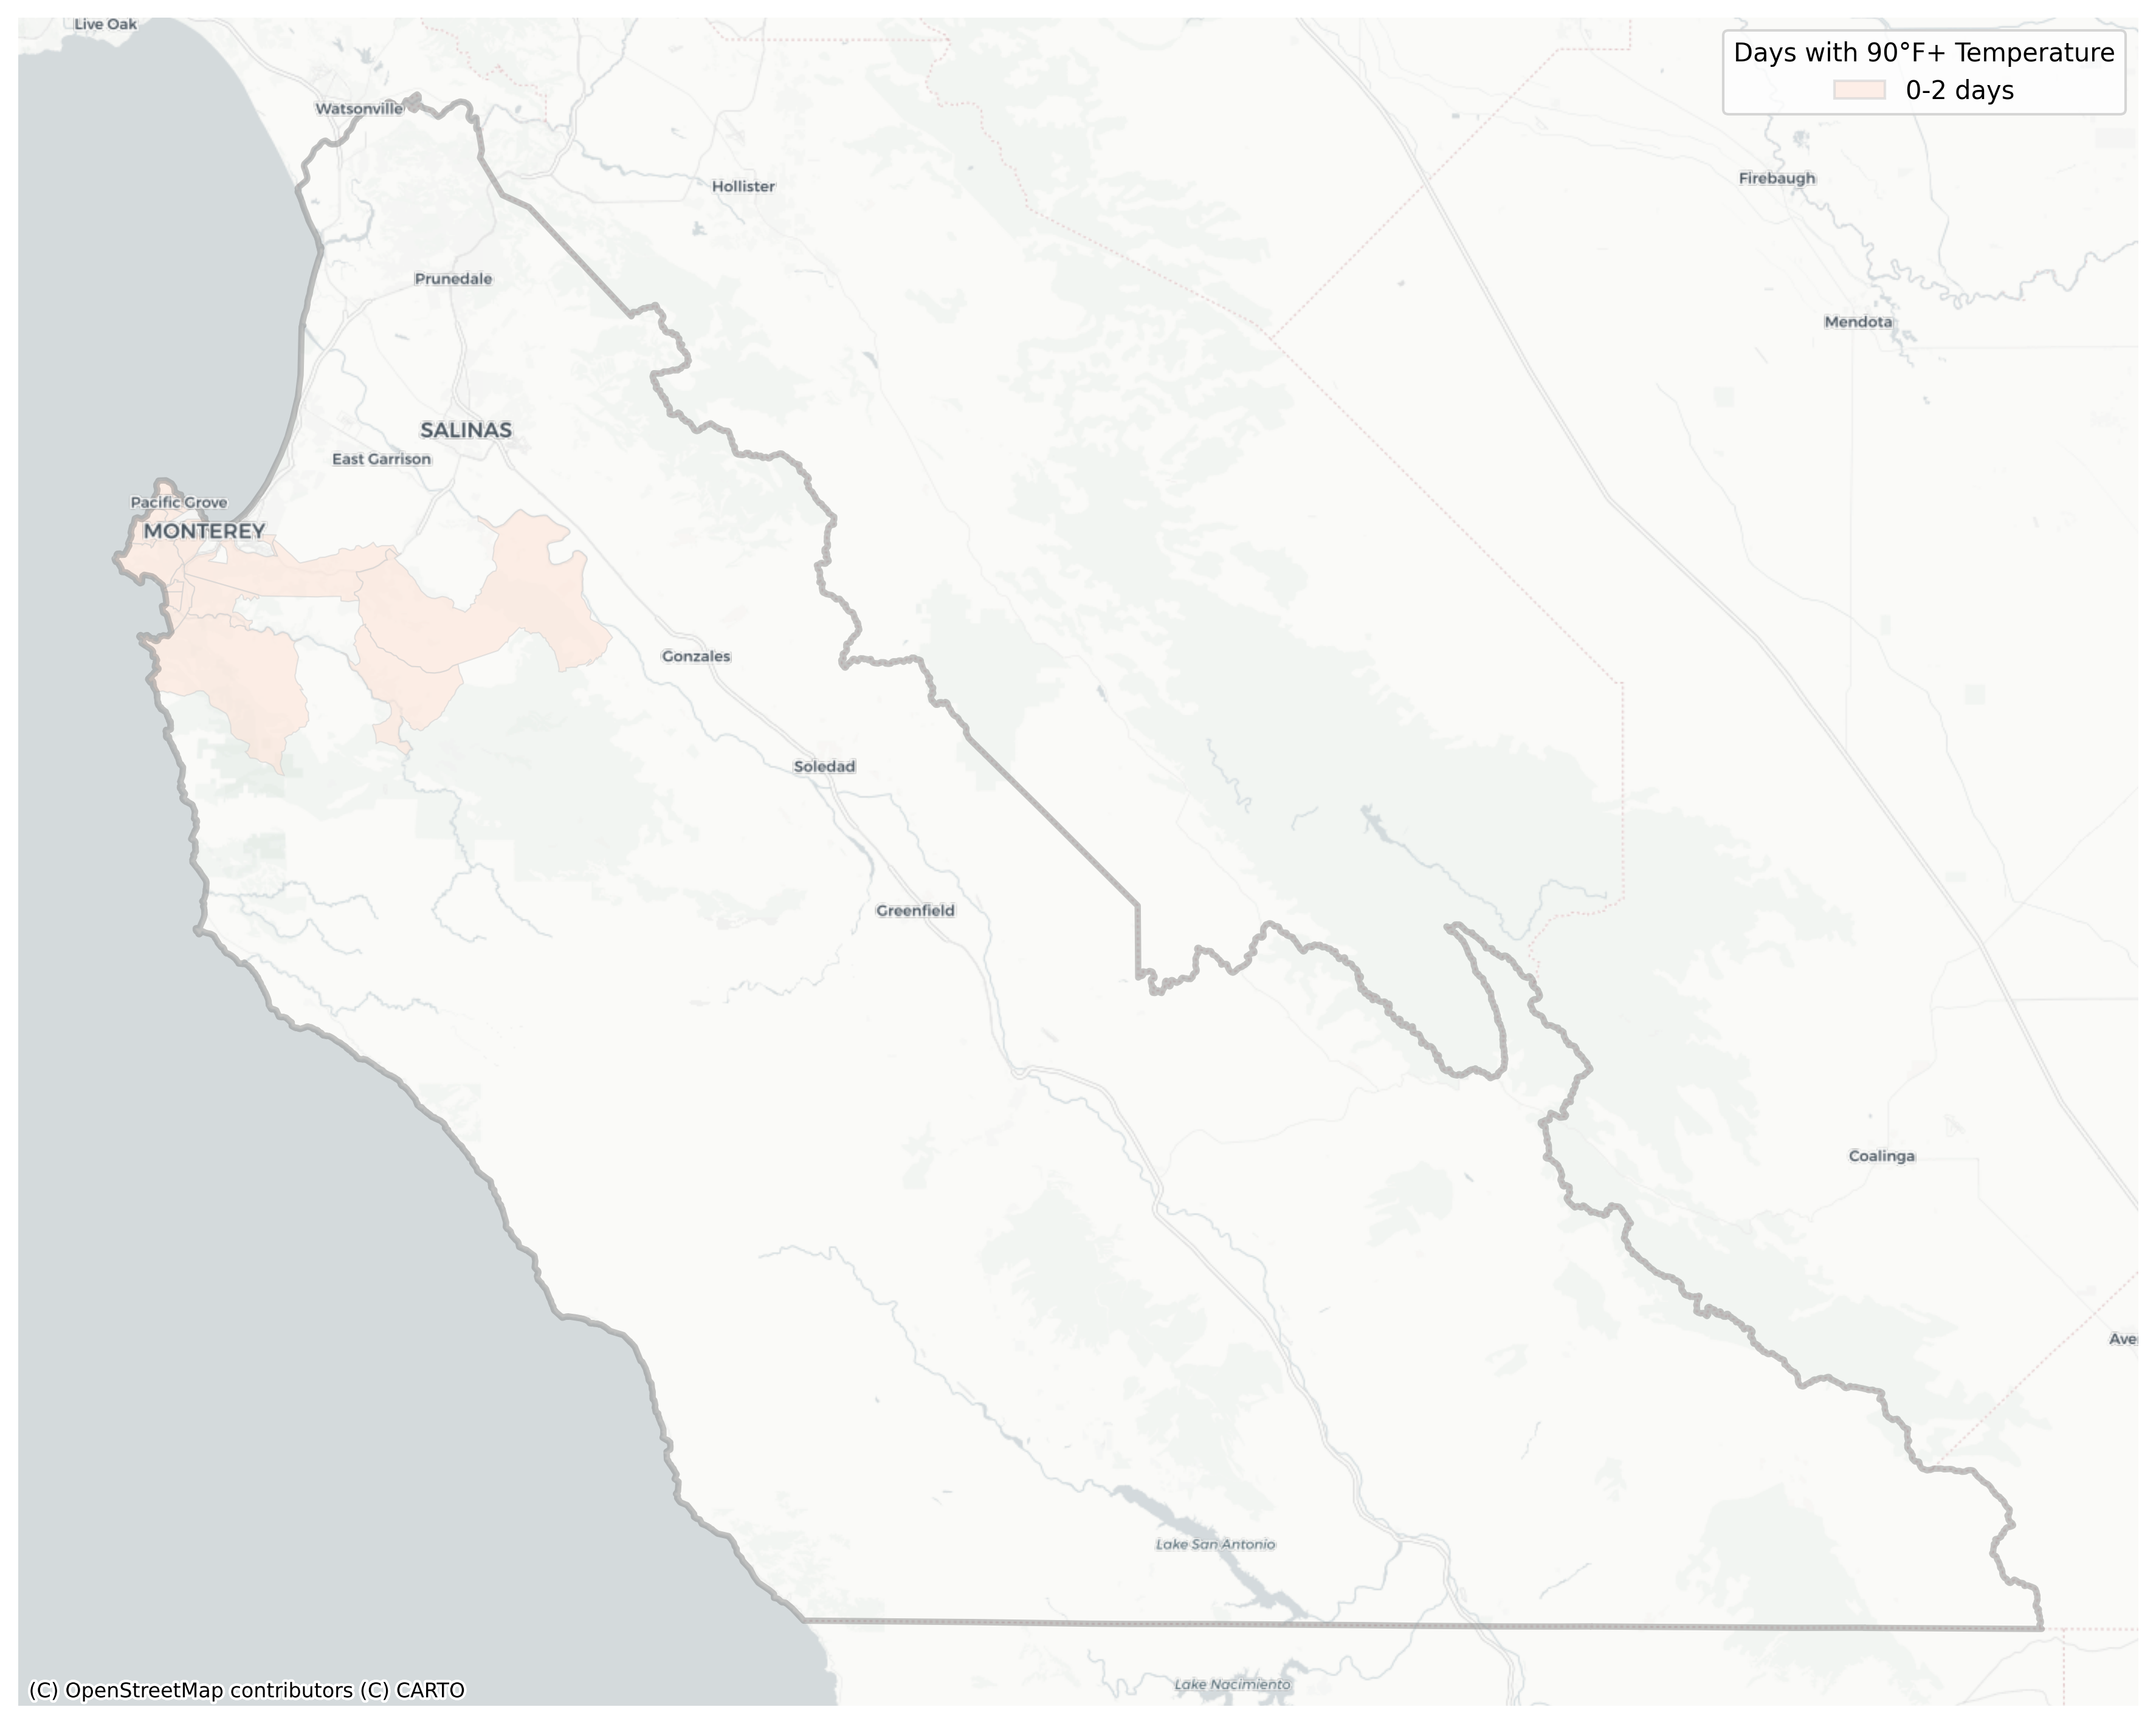 Live Oak
Days with 90°F+ Temperature
0-2 days
Watsonville
Firebaugh
Hollister
Prunedale
Mendota
SALINAS
East Garrison
Pacific Grove
MONTEREY
Gonzales
Soledad
Greenfield
Coalinga
Ave
Lake San Antonio
Lake Nacimiento
(C) OpenStreetMap contributors (C) CARTO